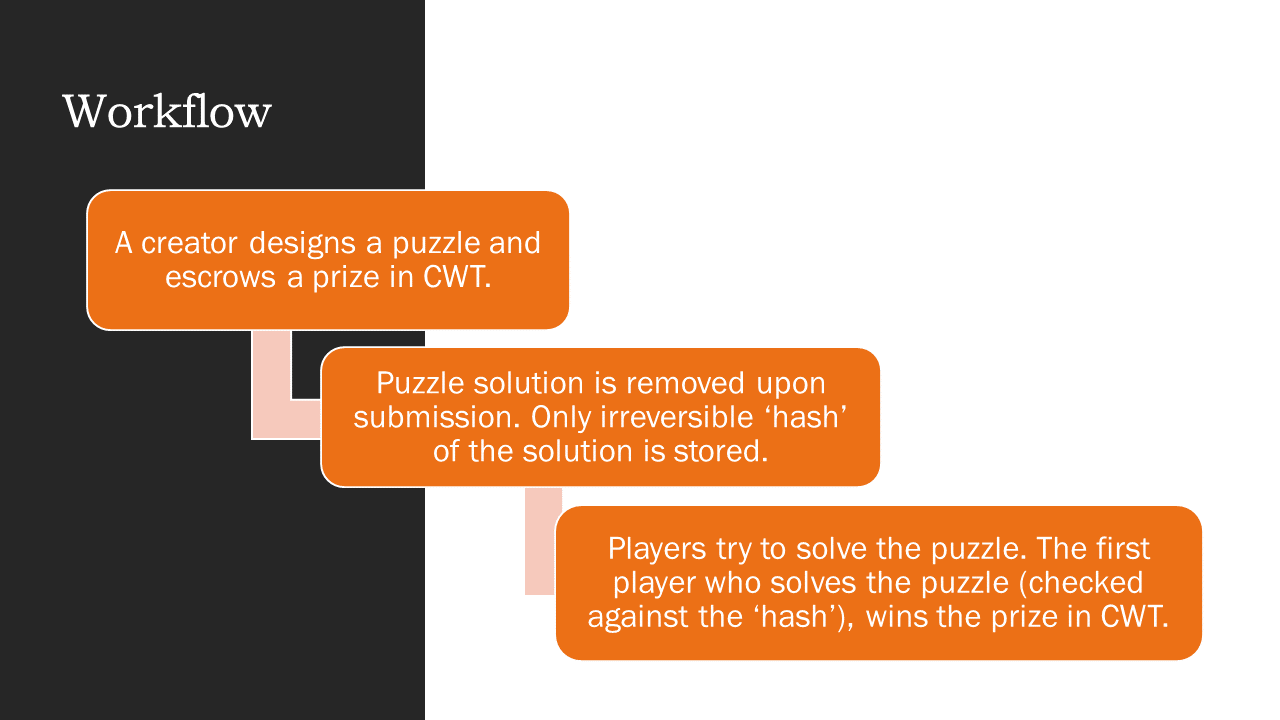 Workflow
A creator designs a puzzle and
escrows a prize in CWT.
Puzzle solution is removed upon
submission. Only irreversible ‘hash’
of the solution is stored.
Players try to solve the puzzle. The first
player who solves the puzzle (checked
against the ‘hash’), wins the prize in CWT.